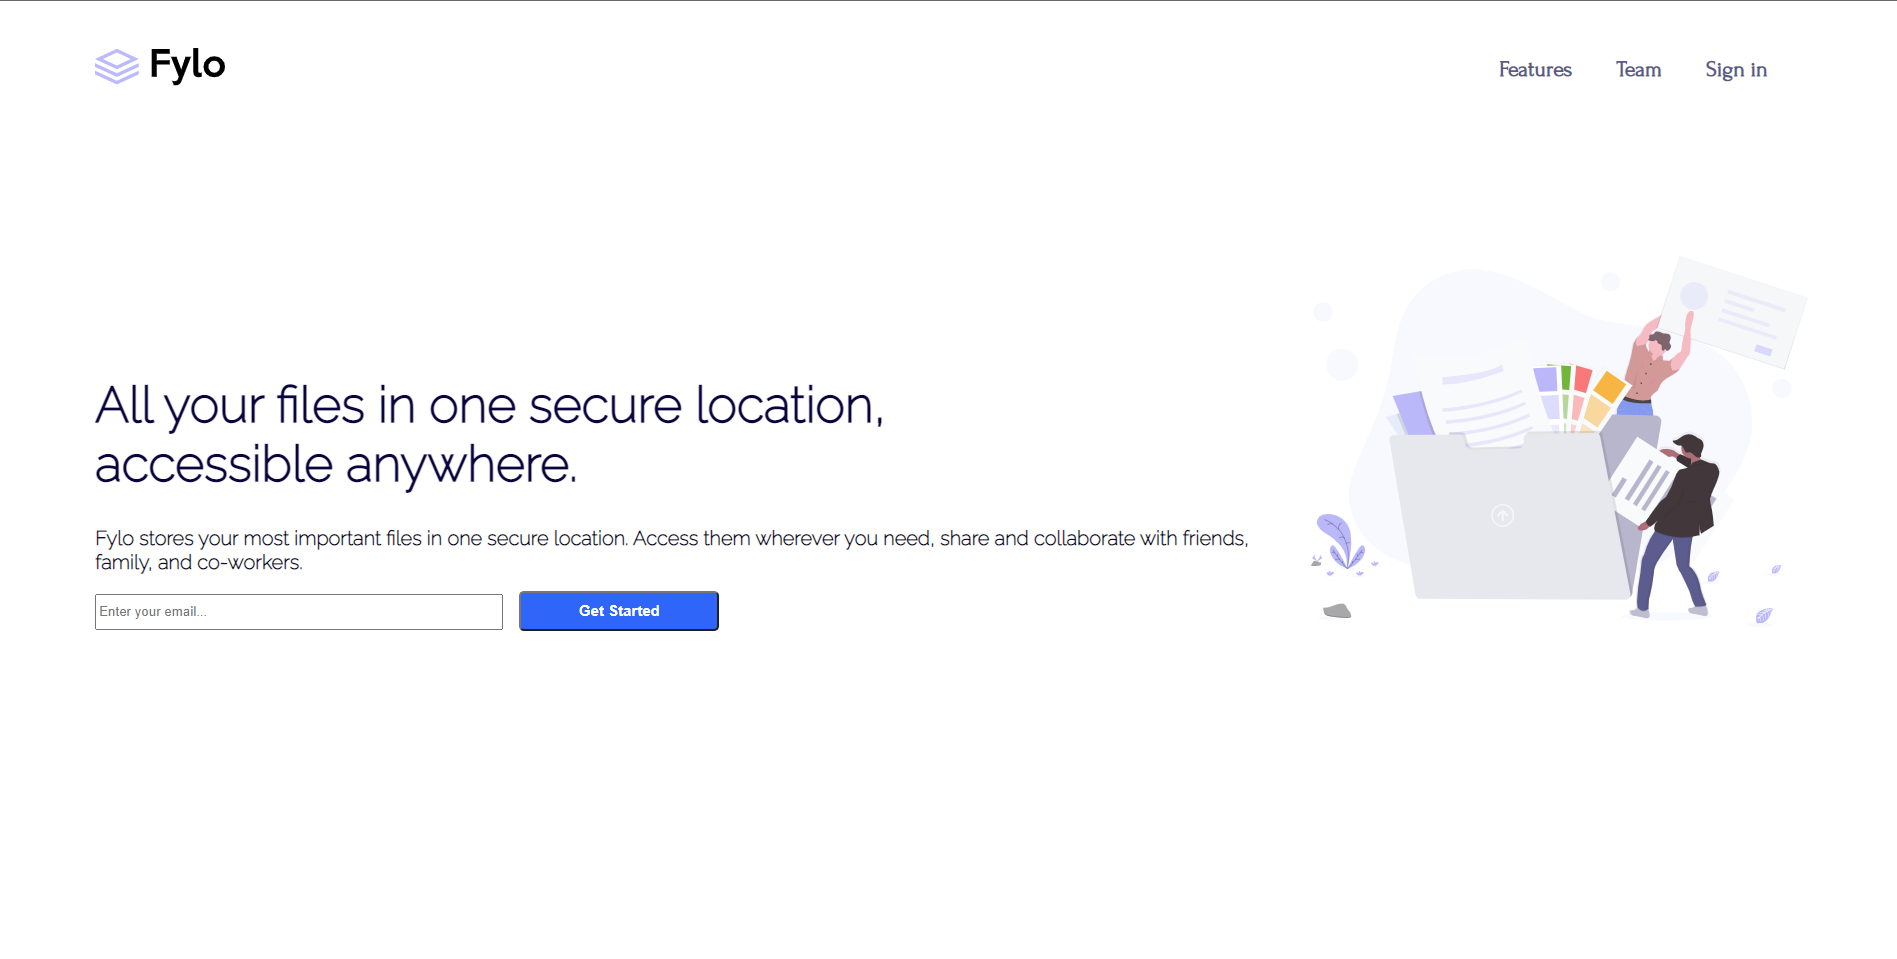 Fylo
Features Team Sign in
All your files in one secure location,
accessible anywhere.
Fylo stores your most important files in one secure location. Access them wherever you need, share and collaborate with friends,
family, and co-workers.
Enter your email... Get Started